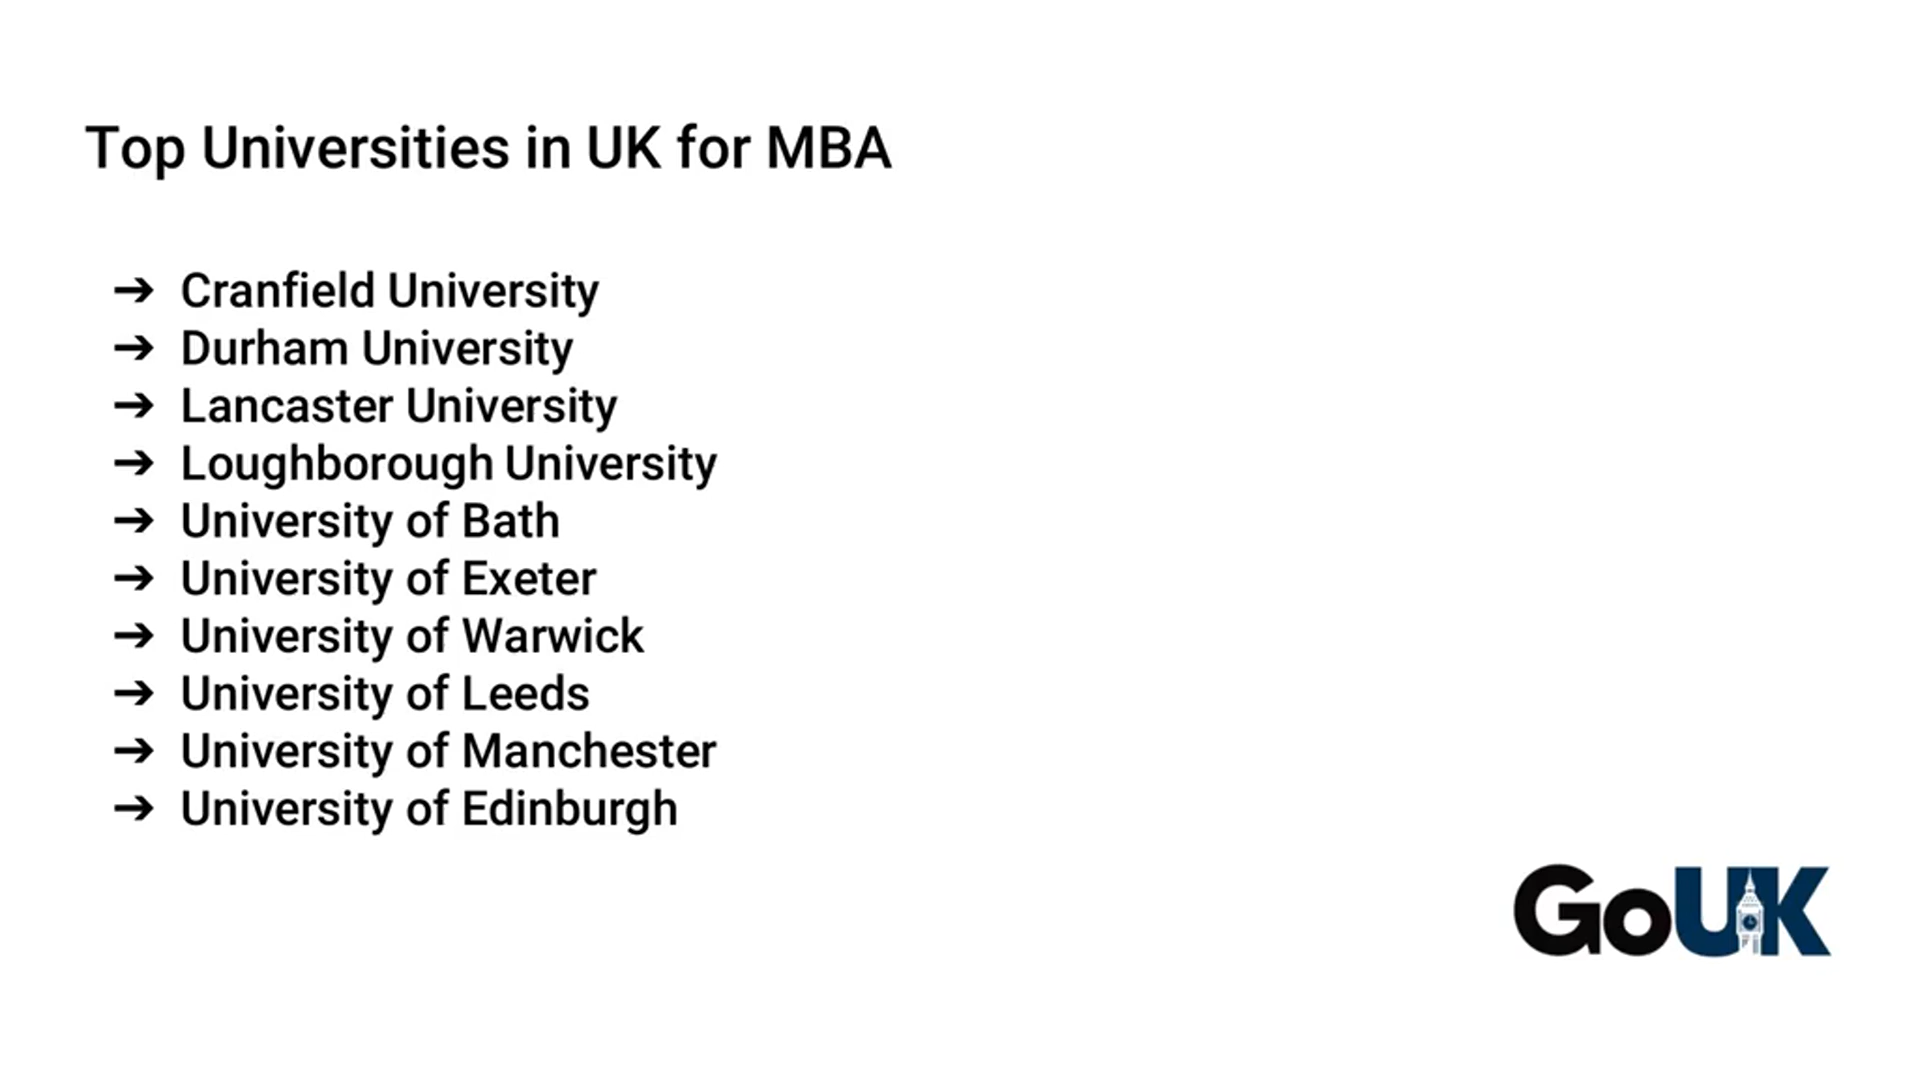 Top Universities in UK for MBA
➔ Cranfield University
➔ Durham University
➔ Lancaster University
➔ Loughborough University
➔ University of Bath
➔ University of Exeter
➔ University of Warwick
➔ University of Leeds
➔ University of Manchester
➔ University of Edinburgh
GoUK